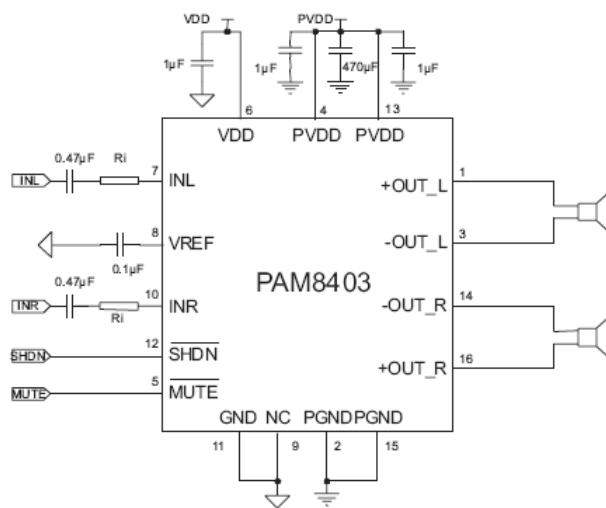 VDD
PVDD
1µF
1µF
470µF
1µF
6
4
13
VDD
PVDD
PVDD
0.47µF
Ri
INL
7
INL
+OUT_L
1
8
VREF
-OUT_L
3
0.1µF
0.47µF
PAM8403
INR
Ri
10
INR
-OUT_R
14
SHDN
12
SHDN
+OUT_R
16
MUTE
5
MUTE
GND
NC
PGND
PGND
11
9
2
15